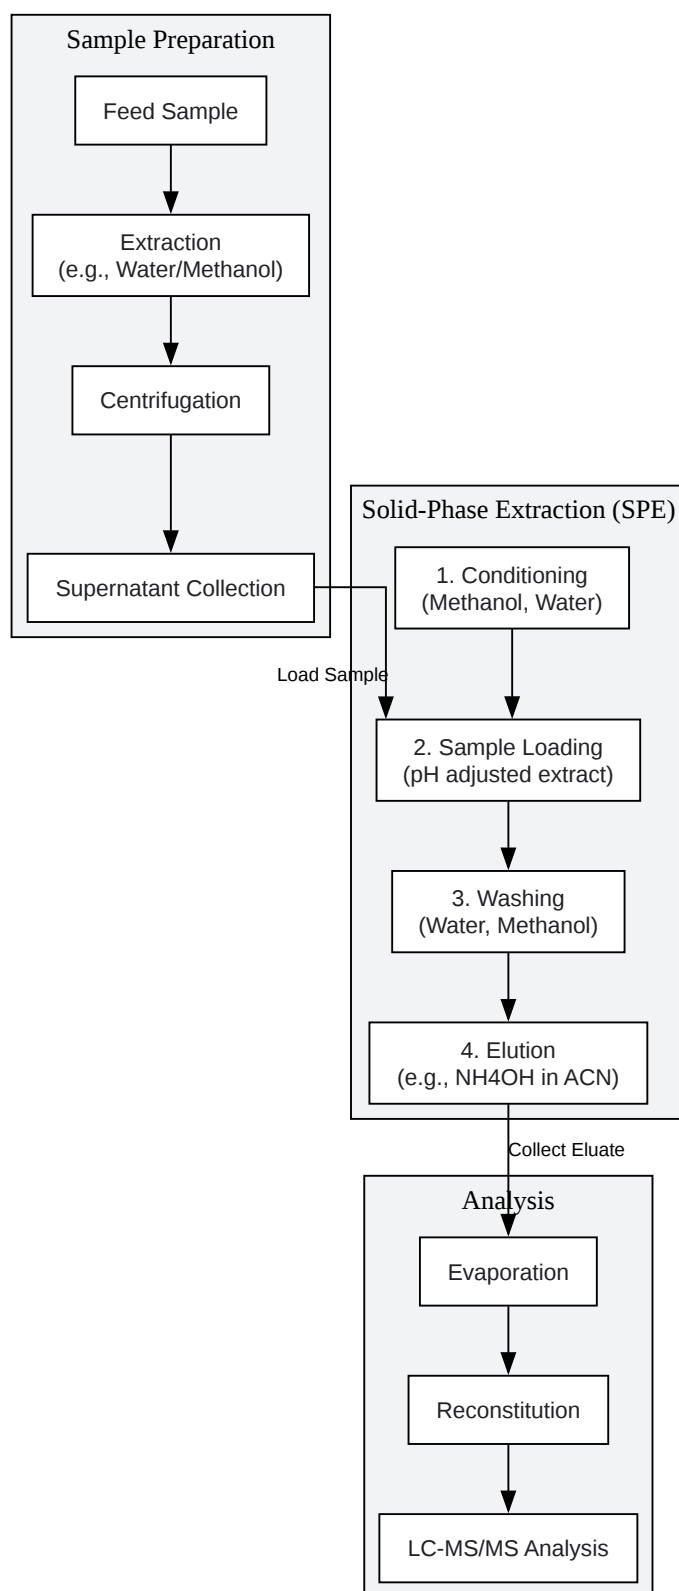 Sample Preparation
Feed Sample
Extraction
(e.g., Water/Methanol)
Centrifugation
Supernatant Collection
Solid-Phase Extraction (SPE)
1. Conditioning
(Methanol, Water)
Load Sample
2. Sample Loading
(pH adjusted extract)
3. Washing
(Water, Methanol)
4. Elution
(e.g., NH4OH in ACN)
Collect Eluate
Analysis
Evaporation
Reconstitution
LC-MS/MS Analysis